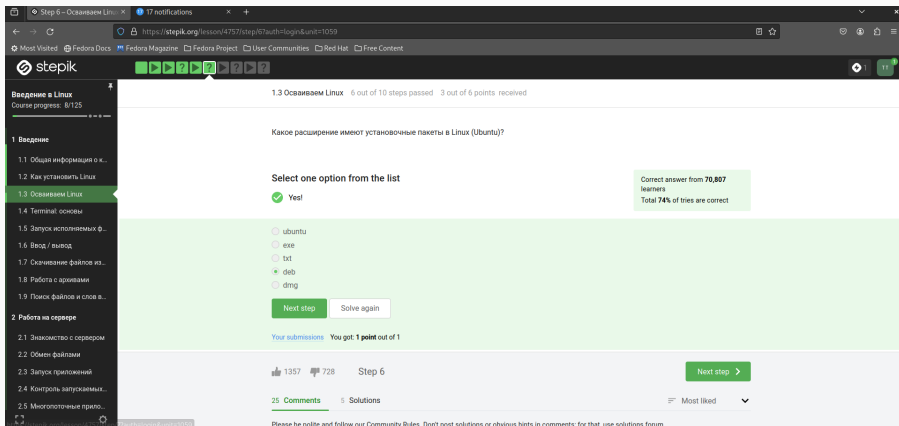 Step 6 – Осваиваем Linu
17 notifications
https://stepik.org/lesson/4757/step/6?auth=login&unit=1059
Most Visited Fedora Docs Fedora Magazine Fedora Project User Communities Red Hat Free Content
stepik
1
TT
1
Введение в Linux
Course progress: 8/125
1 Введение
1.1 Общая информация о к...
1.2 Как установить Linux
1.3 Осваиваем Linux
1.4 Terminal: основы
1.5 Запуск исполняемых ф...
1.6 Ввод / вывод
1.7 Скачивание файлов из...
1.8 Работа с архивами
1.9 Поиск файлов и слов в...
2 Работа на сервере
2.1 Знакомство с сервером
2.2 Обмен файлами
2.3 Запуск приложений
2.4 Контроль запускаемых...
2.5 Многопоточные прило...
1.3 Осваиваем Linux 6 out of 10 steps passed 3 out of 6 points received
Какое расширение имеют установочные пакеты в Linux (Ubuntu)?
Select one option from the list
Yes!
Correct answer from 70,807
learners
Total 74% of tries are correct
ubuntu
exe
txt
deb
dmg
Next step Solve again
Your submissions You got: 1 point out of 1
1357 728 Step 6 Next step
25 Comments 5 Solutions Most liked
Please be polite and follow our Community Rules. Don't post solutions or obvious hints in comments: for that, use solutions forum.